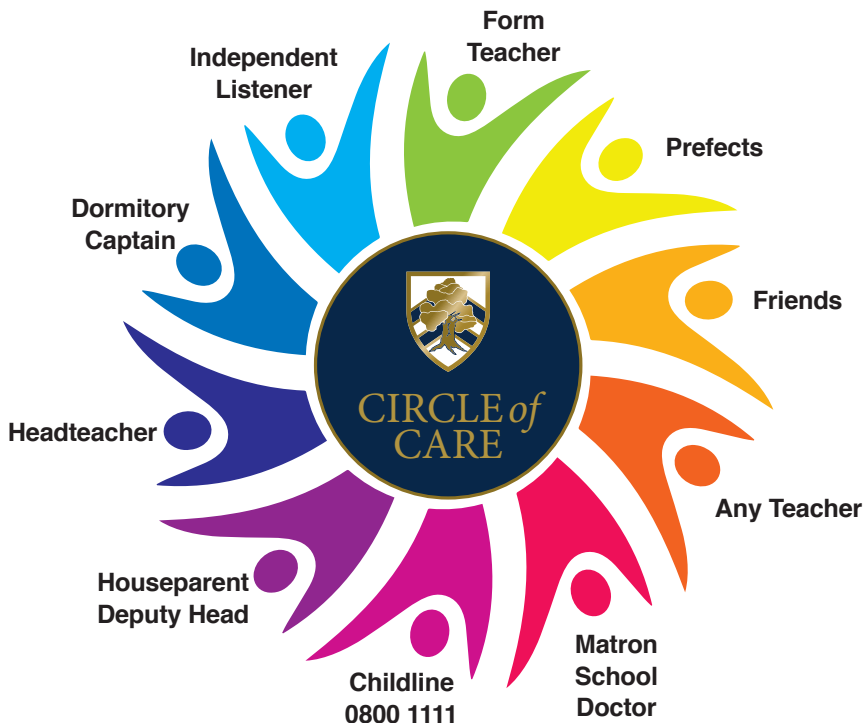 Form
Teacher
Prefects
Friends
Any Teacher
Matron
School
Doctor
Childline
0800 1111
Houseparent
Deputy Head
Headteacher
Dormitory
Captain
Independent
Listener
CIRCLE of
CARE